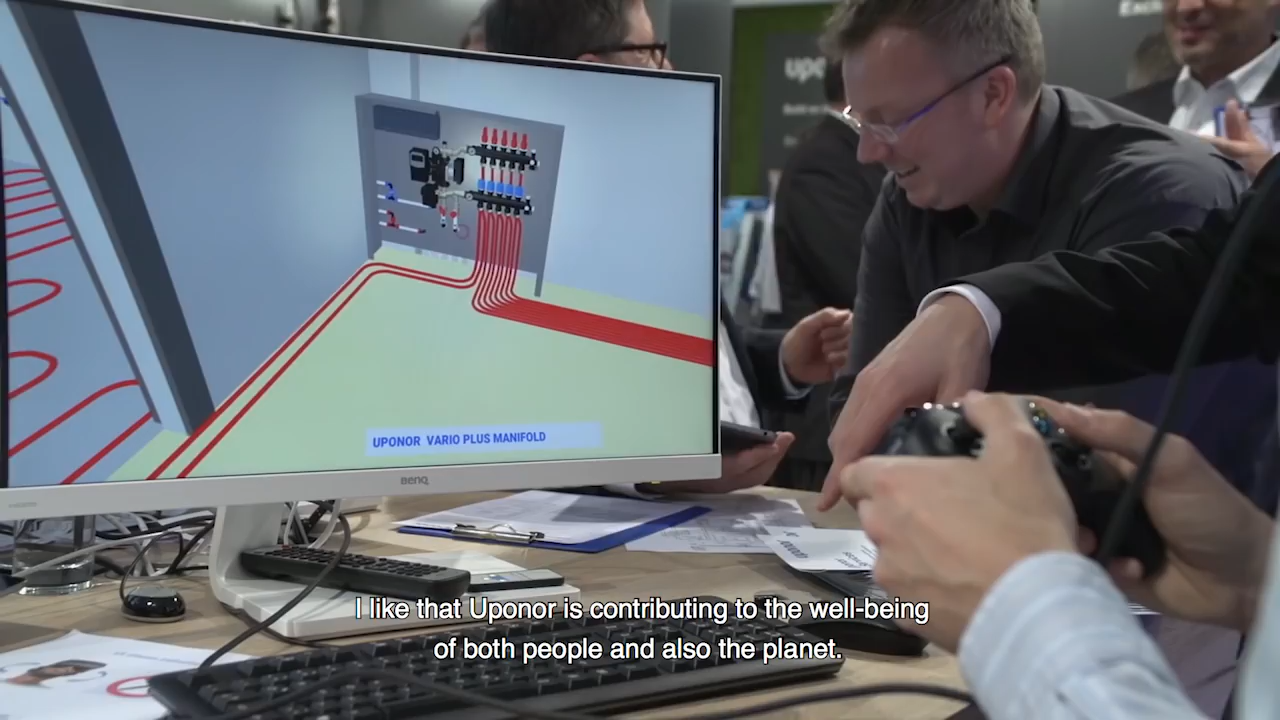 upo
UPONOR VARIO PLUS MANIFOLD
BenQ
I like that Uponor is contributing to the well-being
of both people and also the planet.